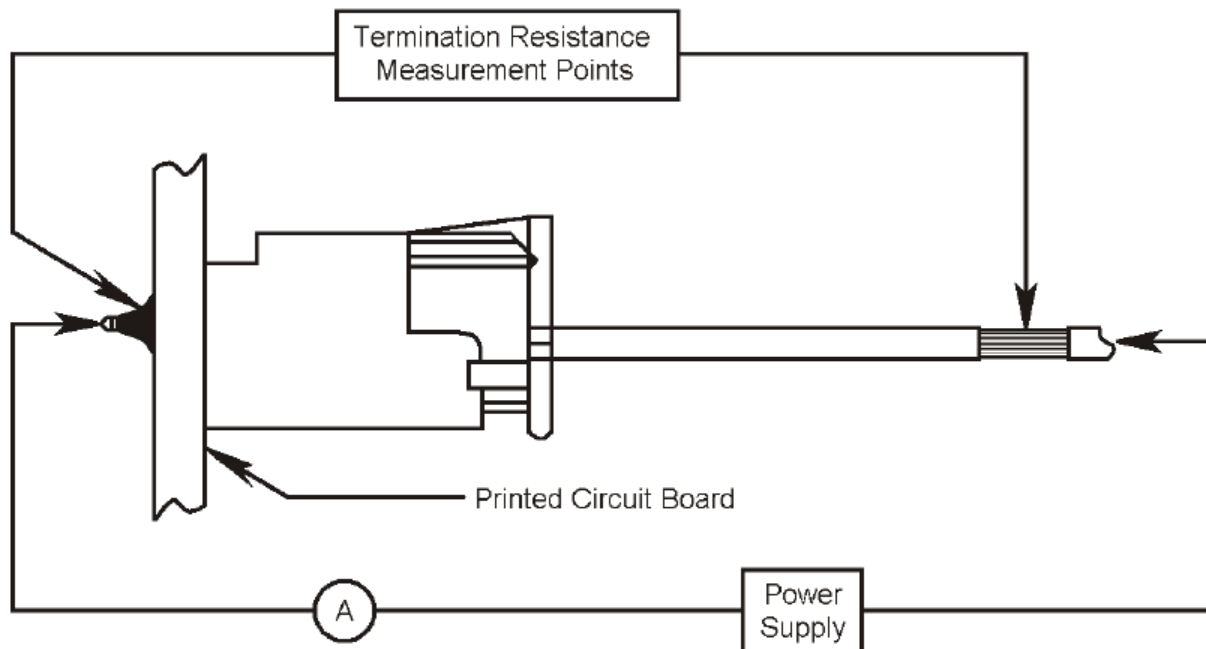 Termination Resistance
Measurement Points
Printed Circuit Board
A
Power
Supply